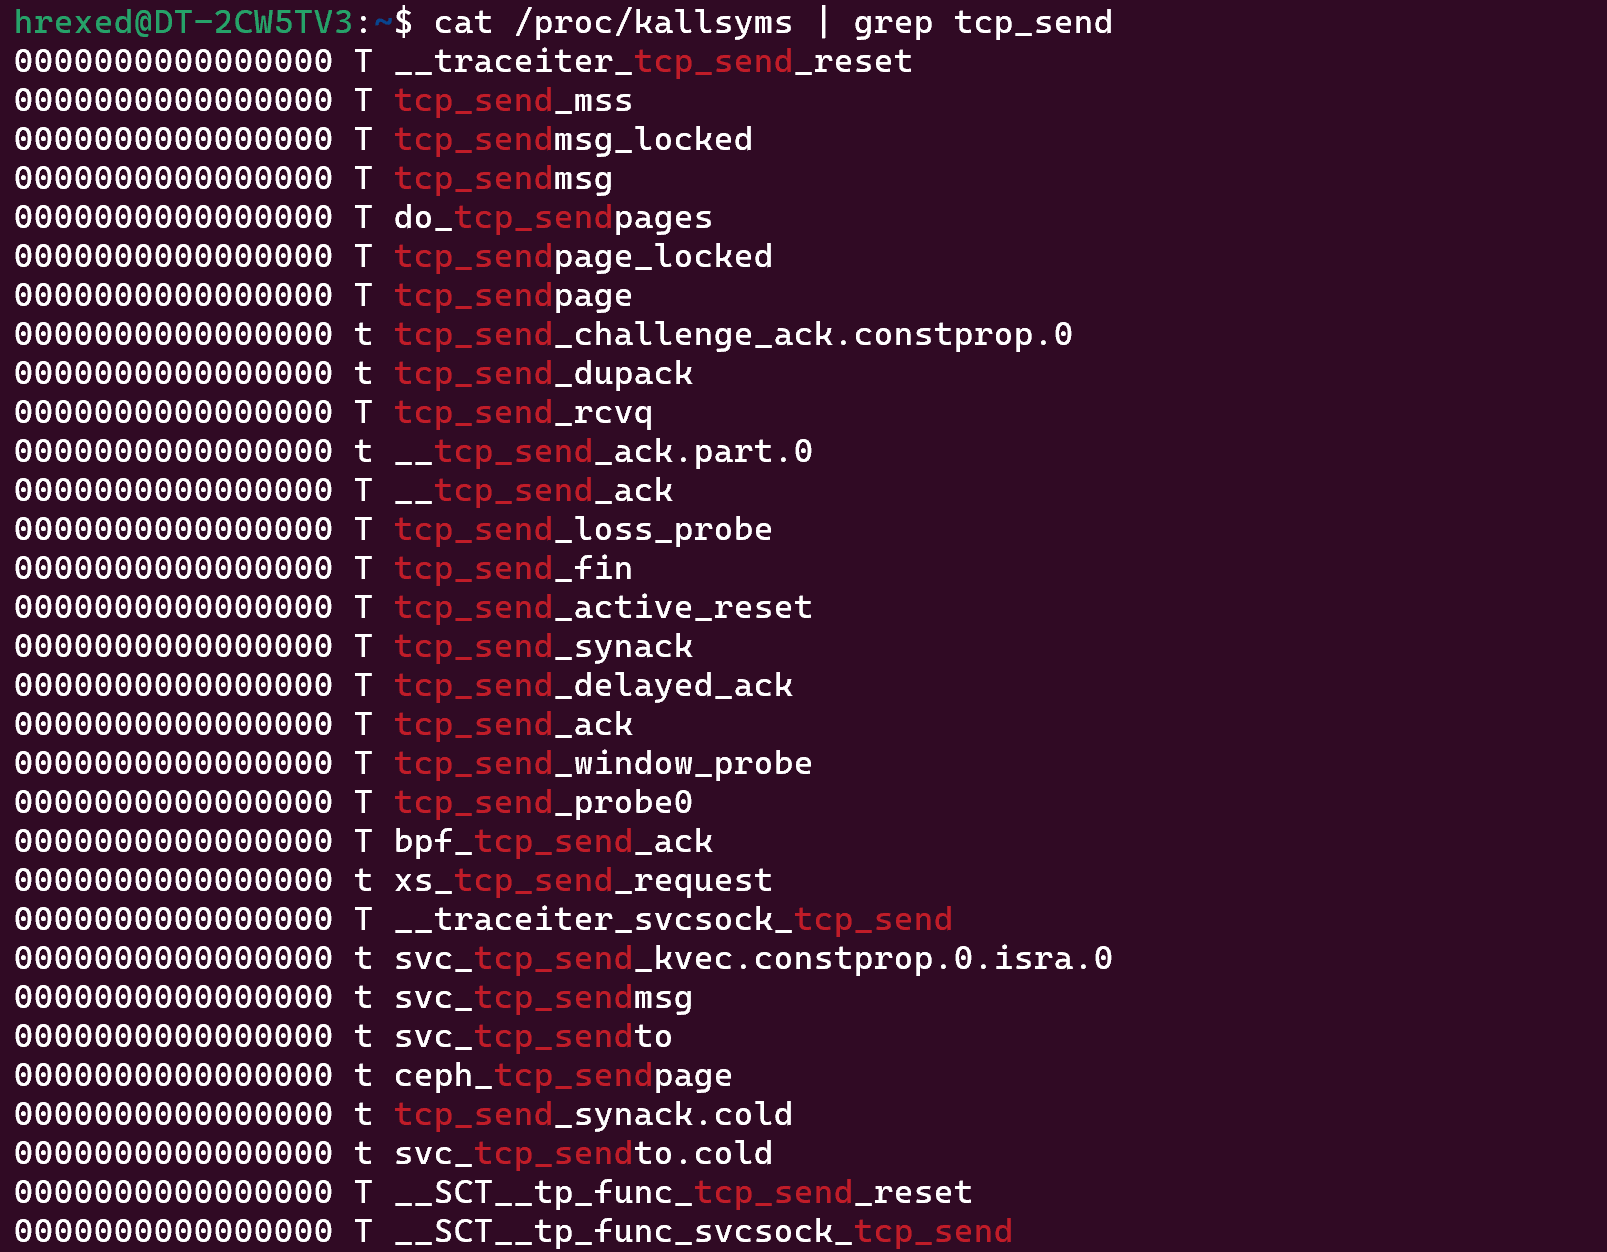 hrexed@DT-2CW5TV3:~$ cat /proc/kallsyms | grep tcp_send
0000000000000000 T __traceiter_tcp_send_reset
0000000000000000 T tcp_send_mss
0000000000000000 T tcp_sendmsg_locked
0000000000000000 T tcp_sendmsg
0000000000000000 T do_tcp_sendpages
0000000000000000 T tcp_sendpage_locked
0000000000000000 T tcp_sendpage
0000000000000000 t tcp_send_challenge_ack.constprop.0
0000000000000000 t tcp_send_dupack
0000000000000000 T tcp_send_rcvq
0000000000000000 t __tcp_send_ack.part.0
0000000000000000 T __tcp_send_ack
0000000000000000 T tcp_send_loss_probe
0000000000000000 T tcp_send_fin
0000000000000000 T tcp_send_active_reset
0000000000000000 T tcp_send_synack
0000000000000000 T tcp_send_delayed_ack
0000000000000000 T tcp_send_ack
0000000000000000 T tcp_send_window_probe
0000000000000000 T tcp_send_probe0
0000000000000000 T bpf_tcp_send_ack
0000000000000000 t xs_tcp_send_request
0000000000000000 T __traceiter_svcsock_tcp_send
0000000000000000 t svc_tcp_send_kvec.constprop.0.isra.0
0000000000000000 t svc_tcp_sendmsg
0000000000000000 t svc_tcp_sendto
0000000000000000 t ceph_tcp_sendpage
0000000000000000 t tcp_send_synack.cold
0000000000000000 t svc_tcp_sendto.cold
0000000000000000 T __SCT__tp_func_tcp_send_reset
0000000000000000 T __SCT__tp_func_svcsock_tcp_send